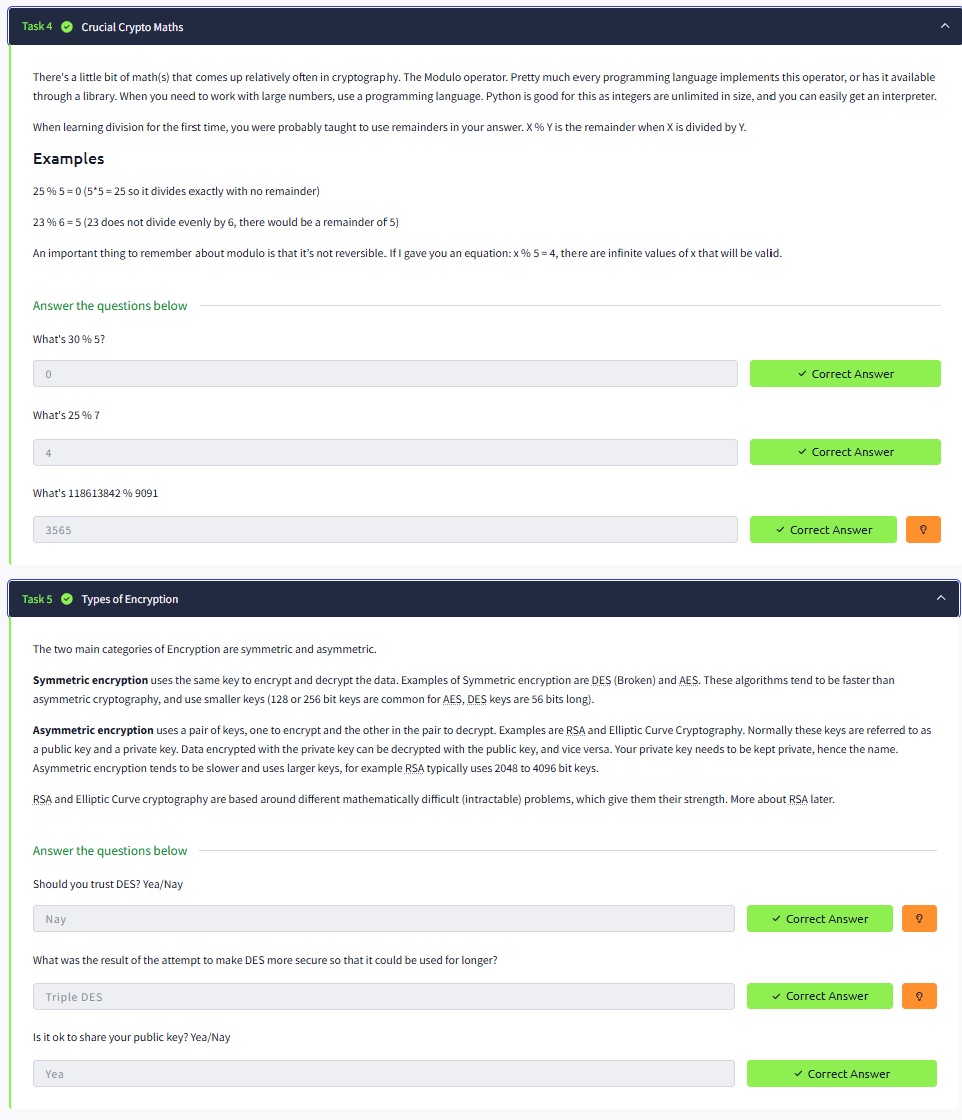 Task 4 Crucial Crypto Maths
There's a little bit of math(s) that comes up relatively often in cryptography. The Modulo operator. Pretty much every programming language implements this operator, or has it available
through a library. When you need to work with large numbers, use a programming language. Python is good for this as integers are unlimited in size, and you can easily get an interpreter.
When learning division for the first time, you were probably taught to use remainders in your answer. X % Y is the remainder when X is divided by Y.
Examples
25 % 5 = 0 (5*5 = 25 so it divides exactly with no remainder)
23 % 6 = 5 (23 does not divide evenly by 6, there would be a remainder of 5)
An important thing to remember about modulo is that it's not reversible. If I gave you an equation: x % 5 = 4, there are infinite values of x that will be valid.
Answer the questions below
What's 30 % 5?
0 Correct Answer
What's 25 % 7
4 Correct Answer
What's 118613842 % 9091
3565 Correct Answer
Task 5 Types of Encryption
The two main categories of Encryption are symmetric and asymmetric.
Symmetric encryption uses the same key to encrypt and decrypt the data. Examples of Symmetric encryption are DES (Broken) and AES. These algorithms tend to be faster than
asymmetric cryptography, and use smaller keys (128 or 256 bit keys are common for AES, DES keys are 56 bits long).
Asymmetric encryption uses a pair of keys, one to encrypt and the other in the pair to decrypt. Examples are RSA and Elliptic Curve Cryptography. Normally these keys are referred to as
a public key and a private key. Data encrypted with the private key can be decrypted with the public key, and vice versa. Your private key needs to be kept private, hence the name.
Asymmetric encryption tends to be slower and uses larger keys, for example RSA typically uses 2048 to 4096 bit keys.
RSA and Elliptic Curve cryptography are based around different mathematically difficult (intractable) problems, which give them their strength. More about RSA later.
Answer the questions below
Should you trust DES? Yea/Nay
Nay Correct Answer
What was the result of the attempt to make DES more secure so that it could be used for longer?
Triple DES Correct Answer
Is it ok to share your public key? Yea/Nay
Yea Correct Answer